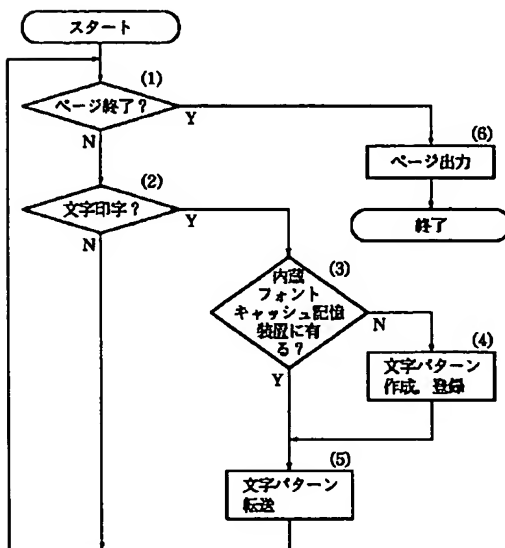 スタート
(1)
ページ終了？
Y
N
(6)
ページ出力
(2)
文字印字？
Y
N
終了
(3)
内蔵
フォント
キャッシュ記憶
装置に有
る？
N
Y
(4)
文字パターン
作成，登録
(5)
文字パターン
転送